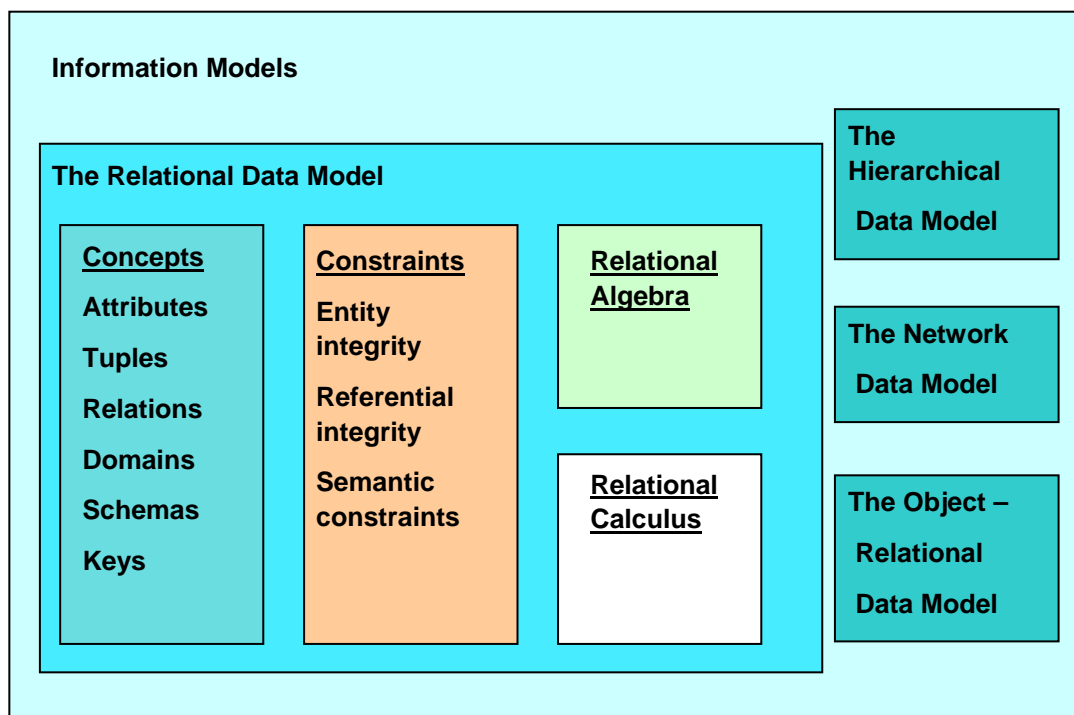 Information Models
The Relational Data Model
Concepts
Attributes
Tuples
Relations
Domains
Schemas
Keys
Constraints
Entity
integrity
Referential
integrity
Semantic
constraints
Relational
Algebra
Relational
Calculus
The
Hierarchical
Data Model
The Network
Data Model
The Object –
Relational
Data Model